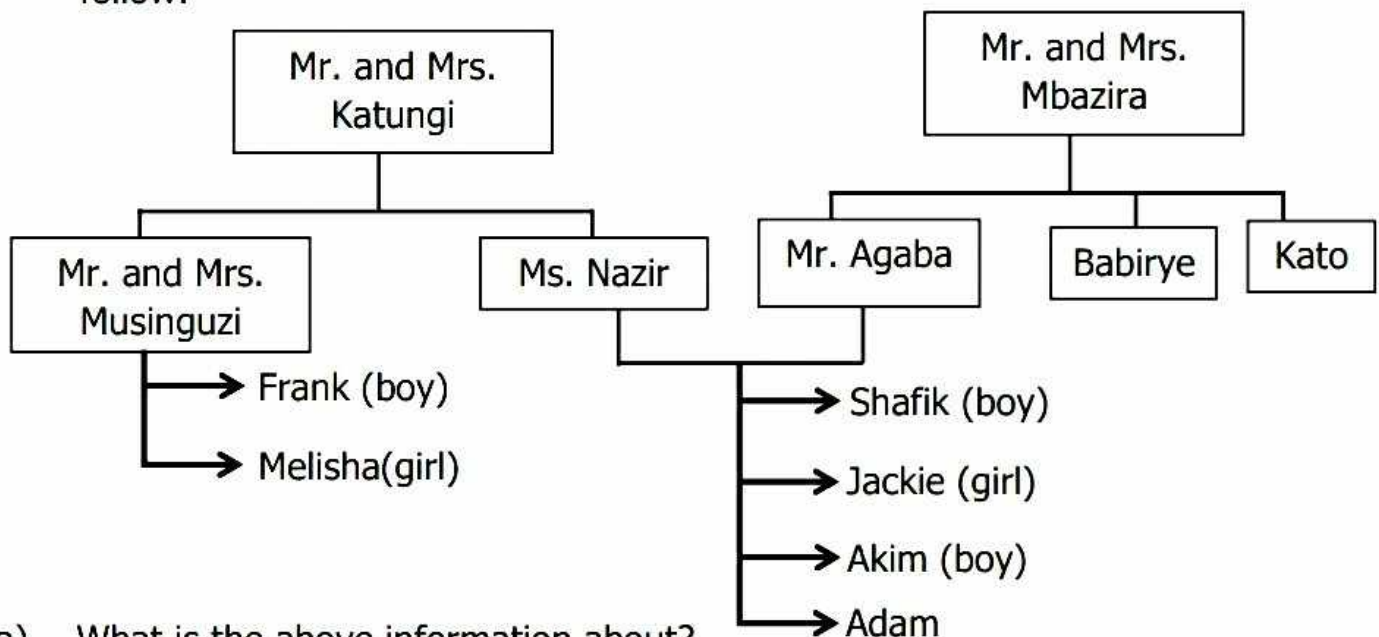 follow.
Mr. and Mrs.
Katungi
Mr. and Mrs.
Mbazira
Mr. and Mrs.
Musinguzi
Ms. Nazir
Mr. Agaba
Babirye
Kato
Frank (boy)
Melisha(girl)
Shafik (boy)
Jackie (girl)
Akim (boy)
Adam
What is the above information about?